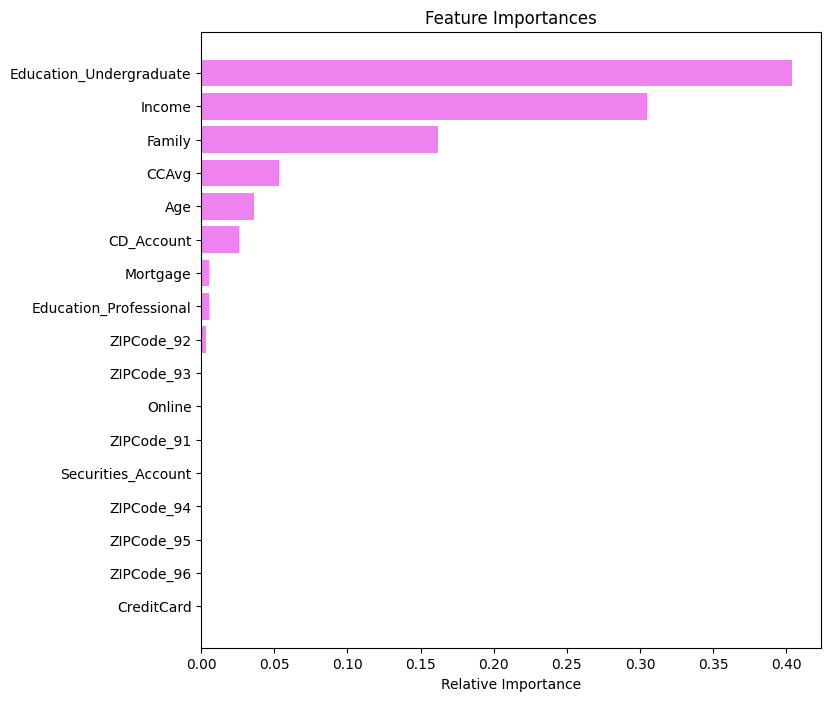 Feature Importances
Education_Undergraduate
Income
Family
CCAvg
Age
CD_Account
Mortgage
Education_Professional
ZIPCode_92
ZIPCode_93
Online
ZIPCode_91
Securities_Account
ZIPCode_94
ZIPCode_95
ZIPCode_96
CreditCard
0.00 0.05 0.10 0.15 0.20 0.25 0.30 0.35 0.40
Relative Importance